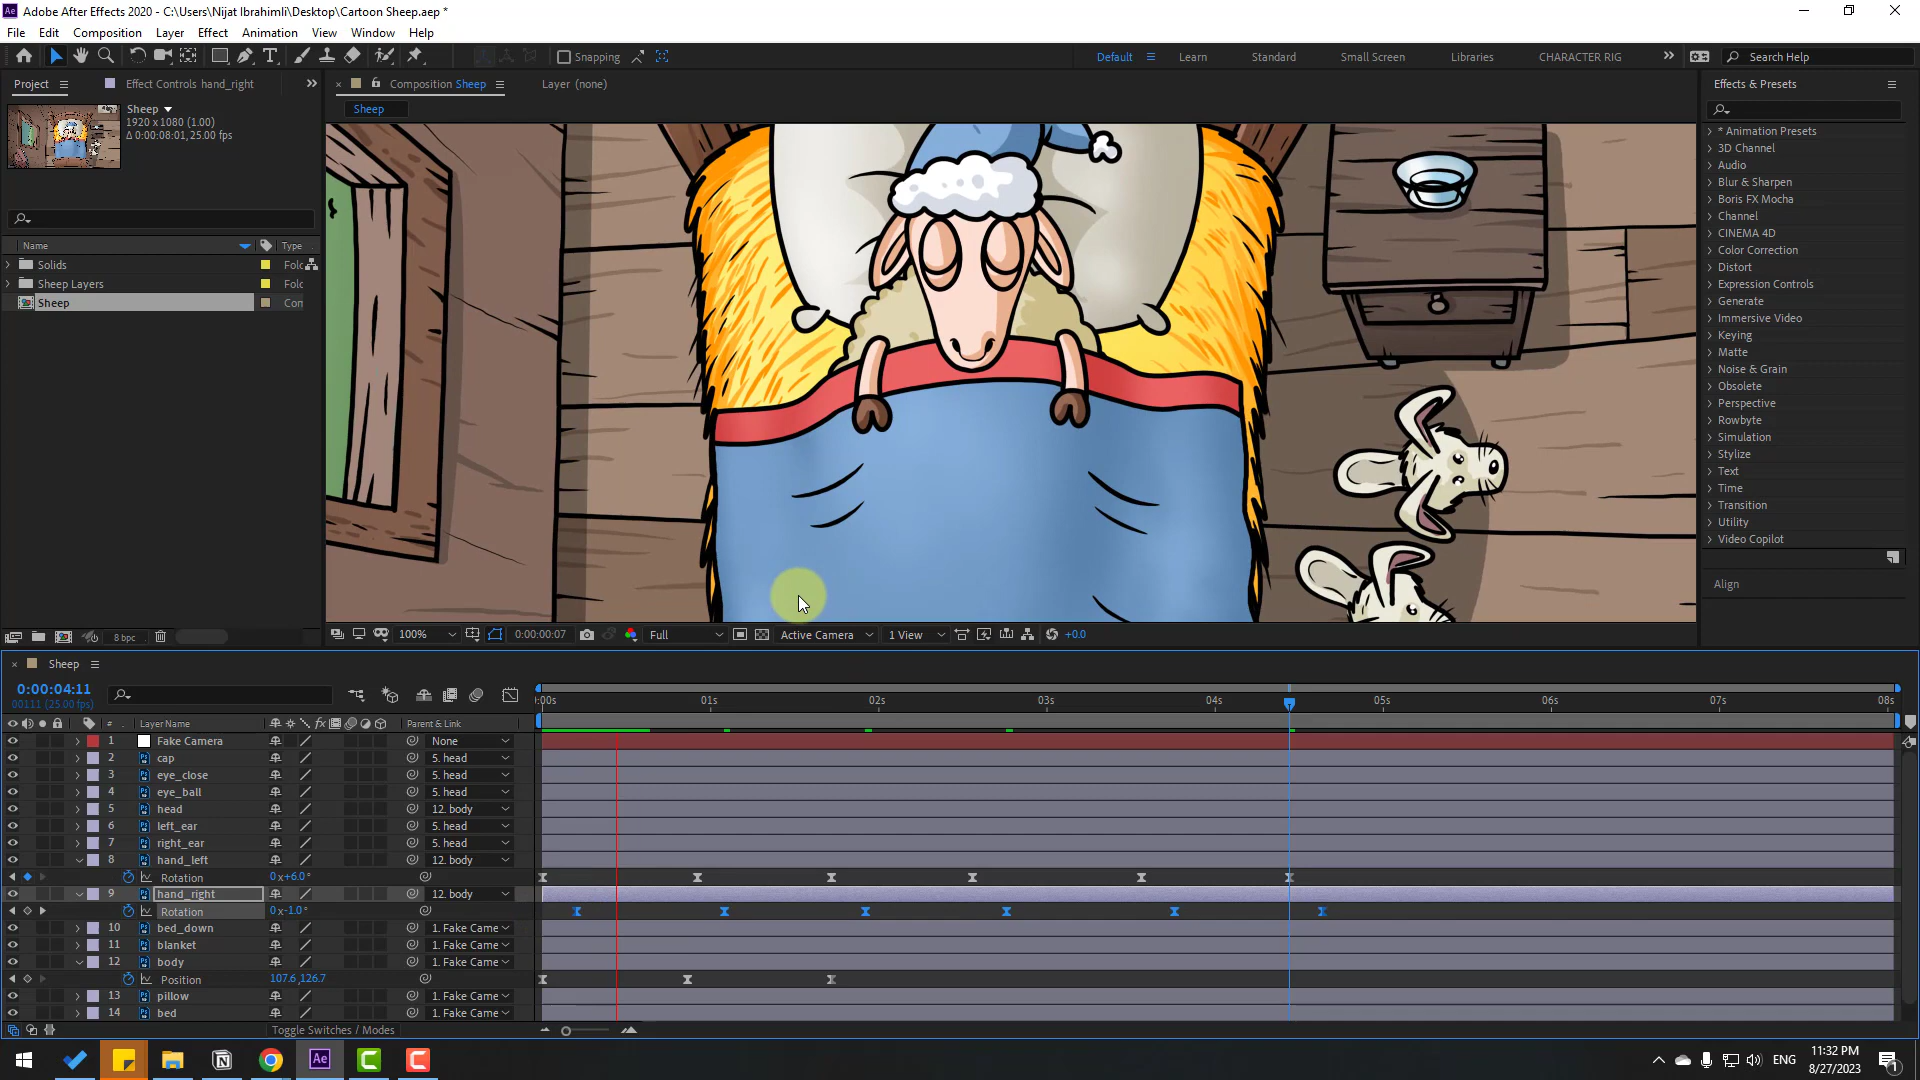 Adobe After Effects 2020 - C:\Users\Nijat Ibrahimli\Desktop\Cartoon Sheep.aep *
File Edit Composition Layer Effect Animation View Window Help
Snapping Default Learn Standard Small Screen Libraries CHARACTER RIG Search Help
Project Effect Controls hand_right Composition Sheep Layer (none) Effects & Presets
Sheep
1920 x 1080 (1.00)
Δ 0:00:08:01, 25.00 fps
Sheep
Name Type
Solids Folc
Sheep Layers Folc
Sheep Con
* Animation Presets
3D Channel
Audio
Blur & Sharpen
Boris FX Mocha
Channel
CINEMA 4D
Color Correction
Distort
Expression Controls
Generate
Immersive Video
Keying
Matte
Noise & Grain
Obsolete
Perspective
Rowbyte
Simulation
Stylize
Text
Time
Transition
Utility
Video Copilot
Align
8 bpc 100% 0:00:00:07 Full Active Camera 1 View +0.0
Sheep
0:00:04:11
00111 (25.00 fps)
:00s 01s 02s 03s 04s 05s 06s 07s 08s
# Layer Name Parent & Link
1 Fake Camera None
2 cap 5. head
3 eye_close 5. head
4 eye_ball 5. head
5 head 12. body
6 left_ear 5. head
7 right_ear 5. head
8 hand_left 12. body
Rotation 0x+6.0°
9 hand_right 12. body
Rotation 0x-1.0°
10 bed_down 1. Fake Came
11 blanket 1. Fake Came
12 body 1. Fake Came
Position 107.6,126.7
13 pillow 1. Fake Came
14 bed 1. Fake Came
Toggle Switches / Modes
ENG 11:32 PM
8/27/2023
1